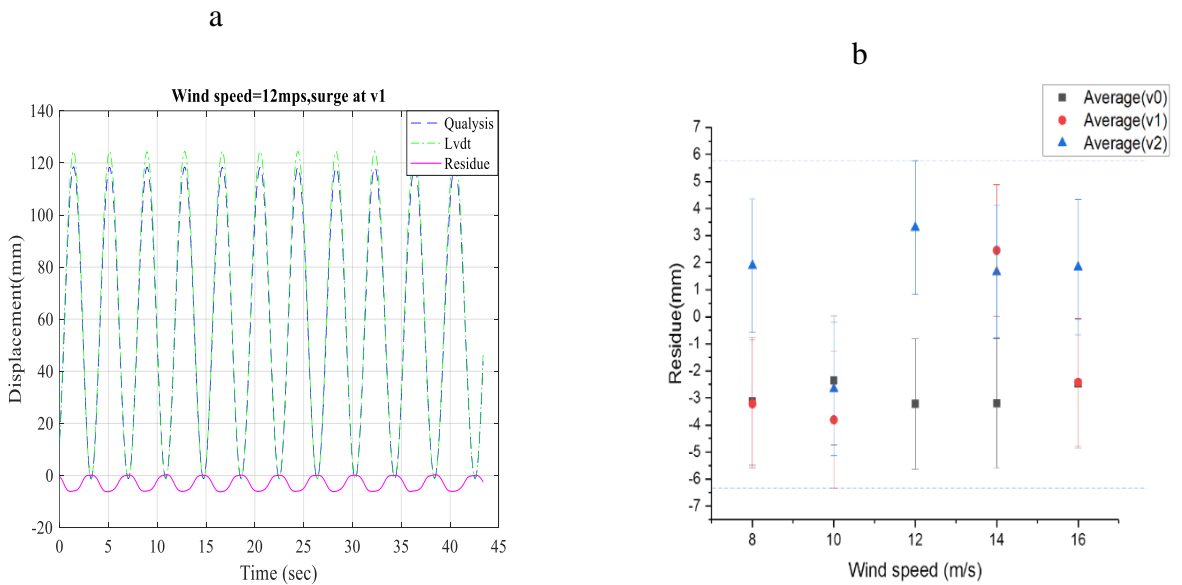 a
Wind speed=12mps,surge at v1
140
120
100
80
60
40
20
0
-20
Displacement(mm)
Qualysis
Lvdt
Residue
0 5 10 15 20 25 30 35 40 45
Time (sec)
b
Average(v0)
Average(v1)
Average(v2)
7
6
5
4
3
2
1
0
-1
-2
-3
-4
-5
-6
-7
Residue(mm)
8 10 12 14 16
Wind speed (m/s)